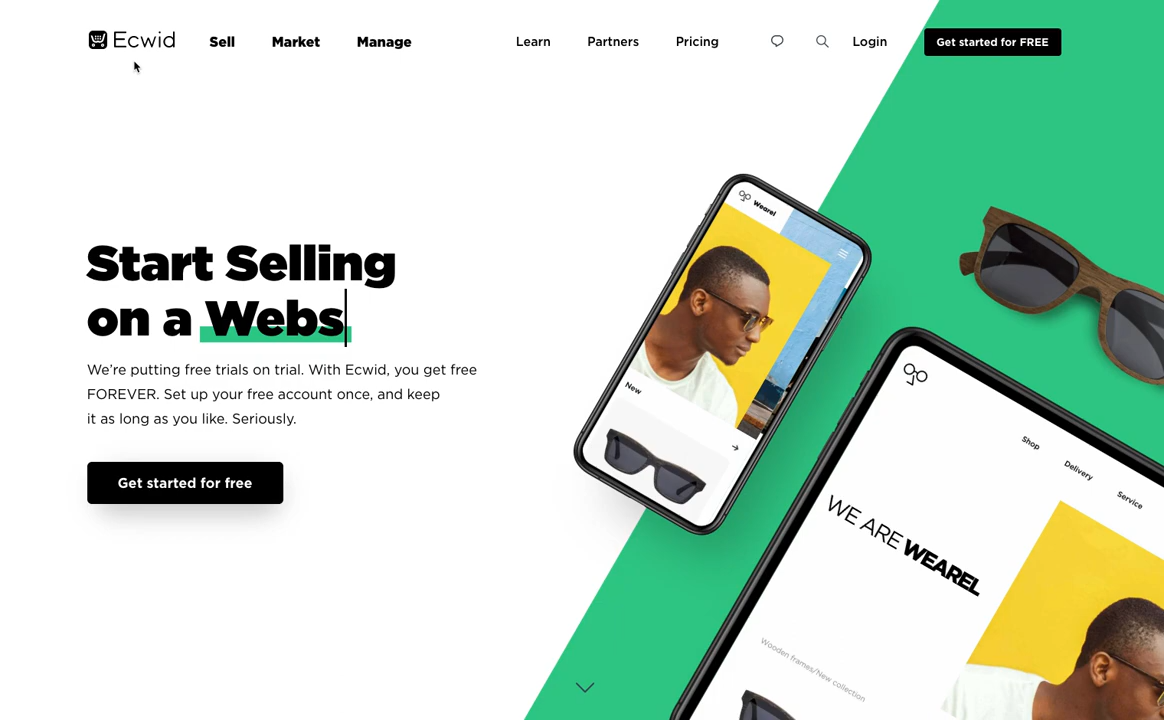 Ecwid
Sell
Market
Manage
Learn
Partners
Pricing
Login
Get started for FREE
Start Selling
on a Webs
We’re putting free trials on trial. With Ecwid, you get free
FOREVER. Set up your free account once, and keep
it as long as you like. Seriously.
Get started for free
Wearel
New
Shop
Delivery
Service
WE ARE WEAREL
Wooden frames/New collection